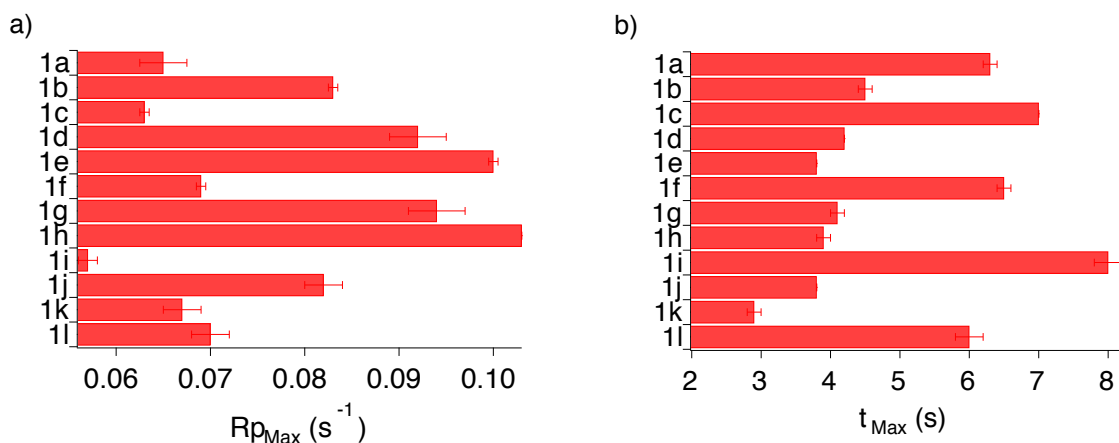 a)
1a
1b
1c
1d
1e
1f
1g
1h
1i
1j
1k
1l
0.06 0.07 0.08 0.09 0.10
RpMax (s-1)
b)
1a
1b
1c
1d
1e
1f
1g
1h
1i
1j
1k
1l
2 3 4 5 6 7 8
t Max (s)